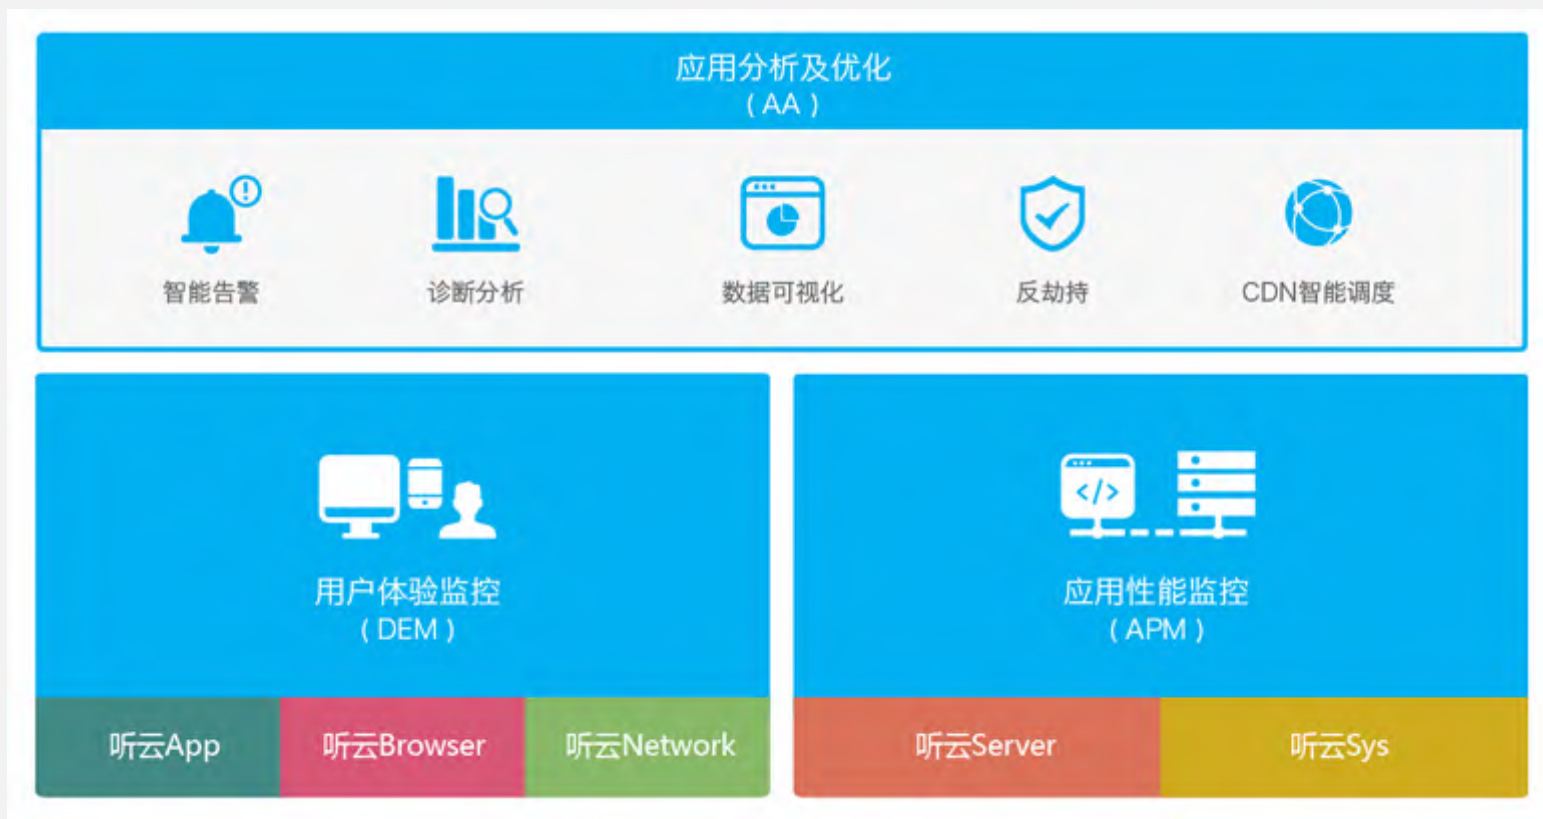 应用分析及优化
（AA）
智能告警
诊断分析
数据可视化
反劫持
CDN智能调度
用户体验监控
（DEM）
应用性能监控
（APM）
听云App
听云Browser
听云Network
听云Server
听云Sys